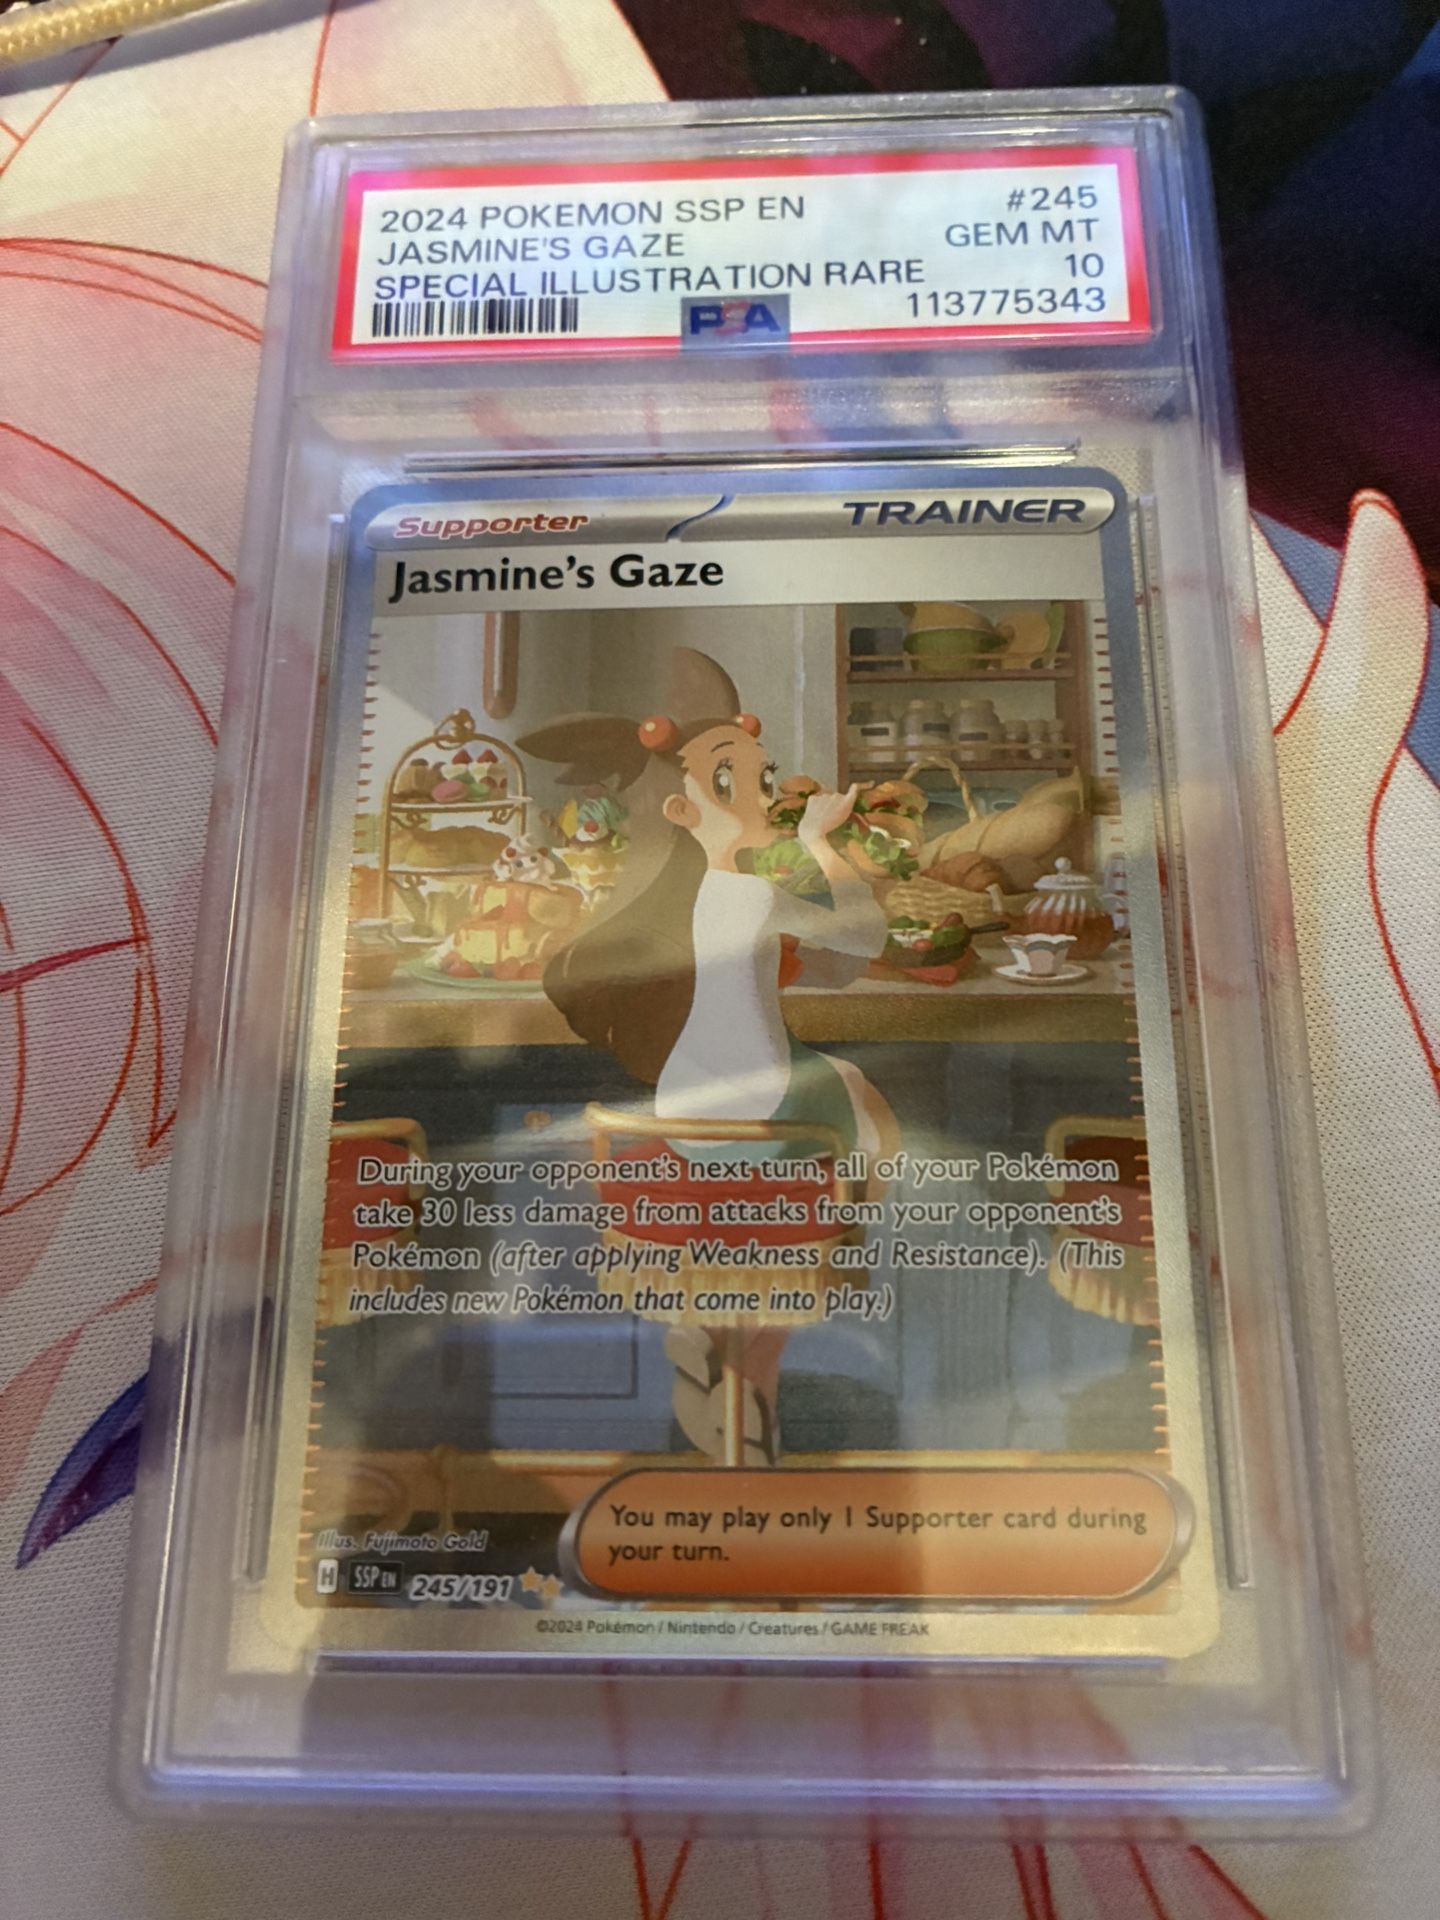 2024 POKEMON SSP EN #245
JASMINE'S GAZE GEM MT
SPECIAL ILLUSTRATION RARE 10
113775343
PSA
Supporter TRAINER
Jasmine's Gaze
During your opponent's next turn, all of your Pokémon
take 30 less damage from attacks from your opponent's
Pokémon (after applying Weakness and Resistance). (This
includes new Pokémon that come into play.)
You may play only 1 Supporter card during
your turn.
Illus. Fujimoto Gold
H SSP EN 245/191
©2024 Pokémon / Nintendo / Creatures / GAME FREAK